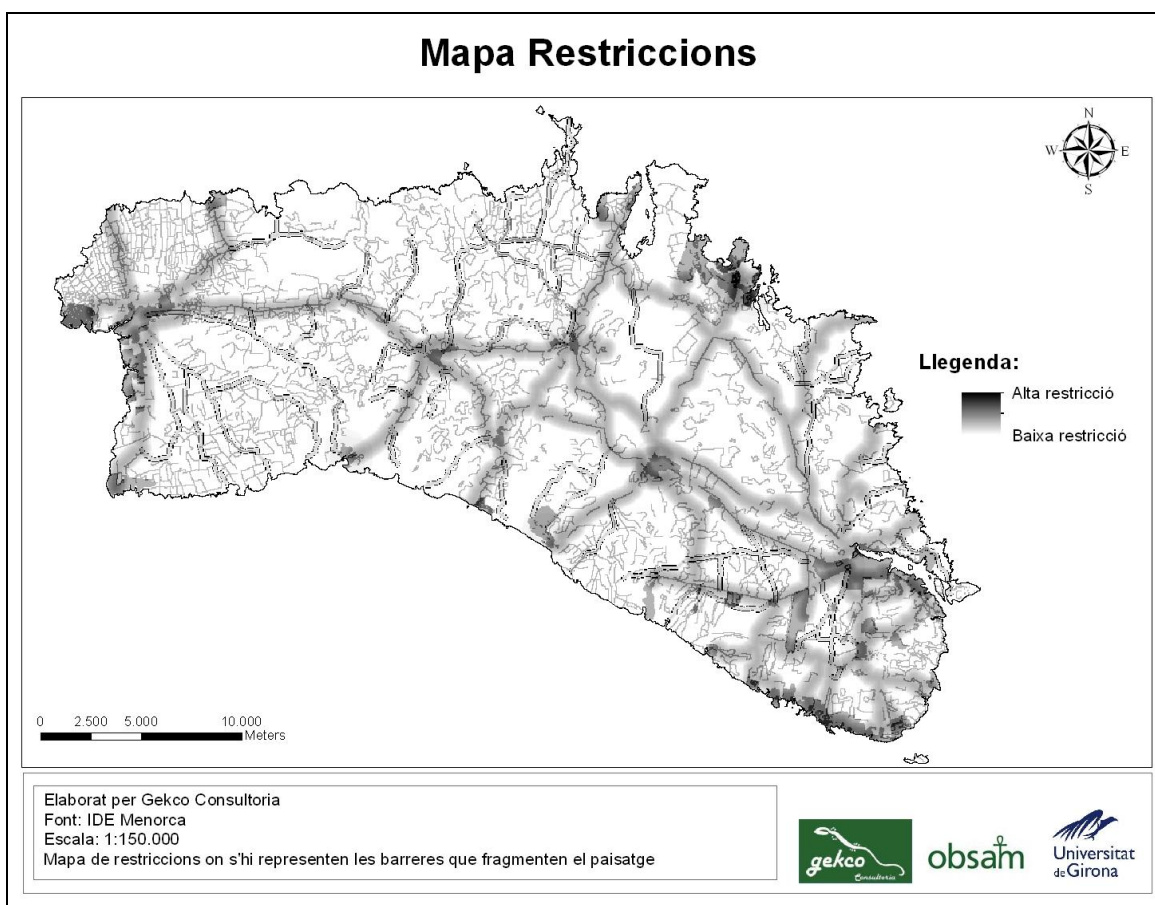 Mapa Restriccions
N
W E
S
Llegenda:
Alta restricció
Baixa restricció
0 2.500 5.000 10.000
Meters
Elaborat per Gekco Consultoria
Font: IDE Menorca
Escala: 1:150.000
Mapa de restriccions on s'hi representen les barreres que fragmenten el paisatge
gekco
Consultoria
obsam
Universitat
de Girona